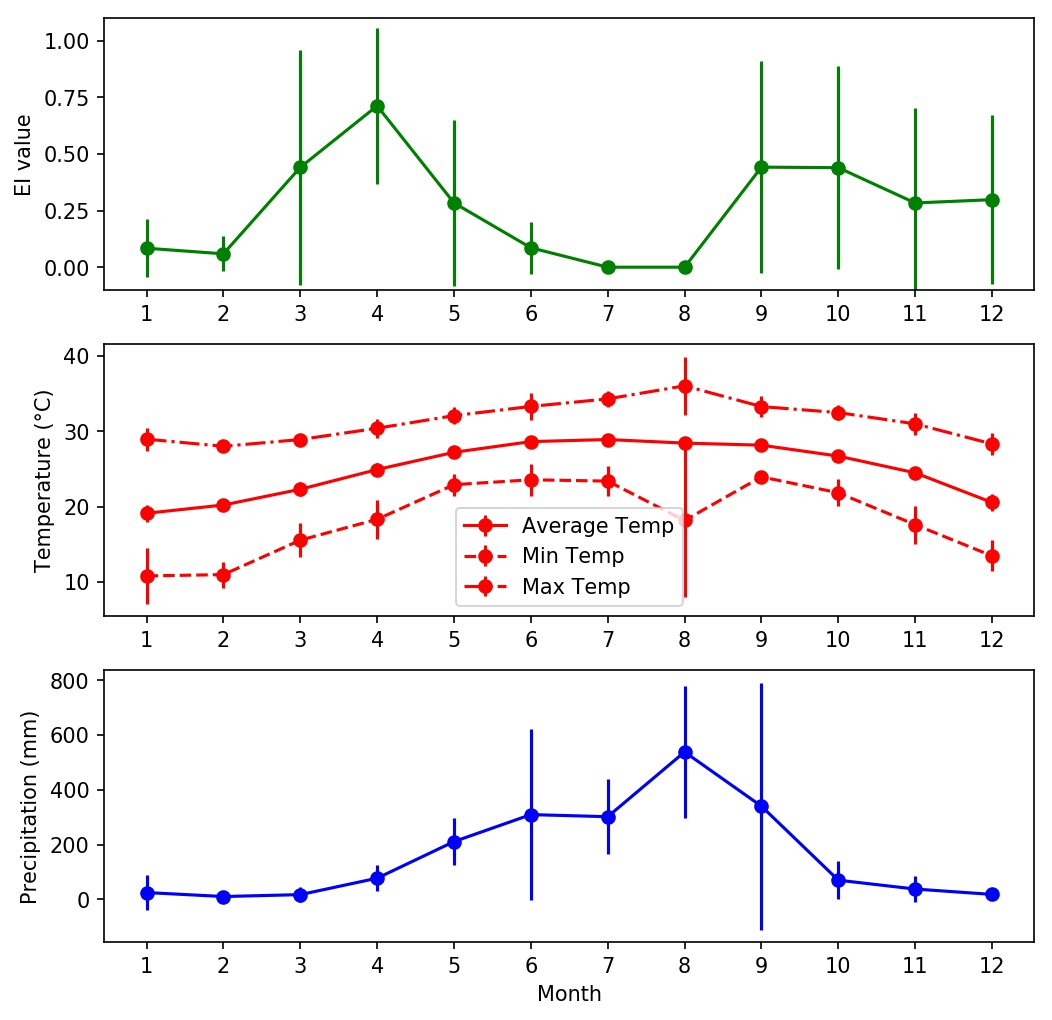 EI value
1.00
0.75
0.50
0.25
0.00
1 2 3 4 5 6 7 8 9 10 11 12
Temperature (°C)
40
30
20
10
Average Temp
Min Temp
Max Temp
1 2 3 4 5 6 7 8 9 10 11 12
Precipitation (mm)
800
600
400
200
0
1 2 3 4 5 6 7 8 9 10 11 12
Month